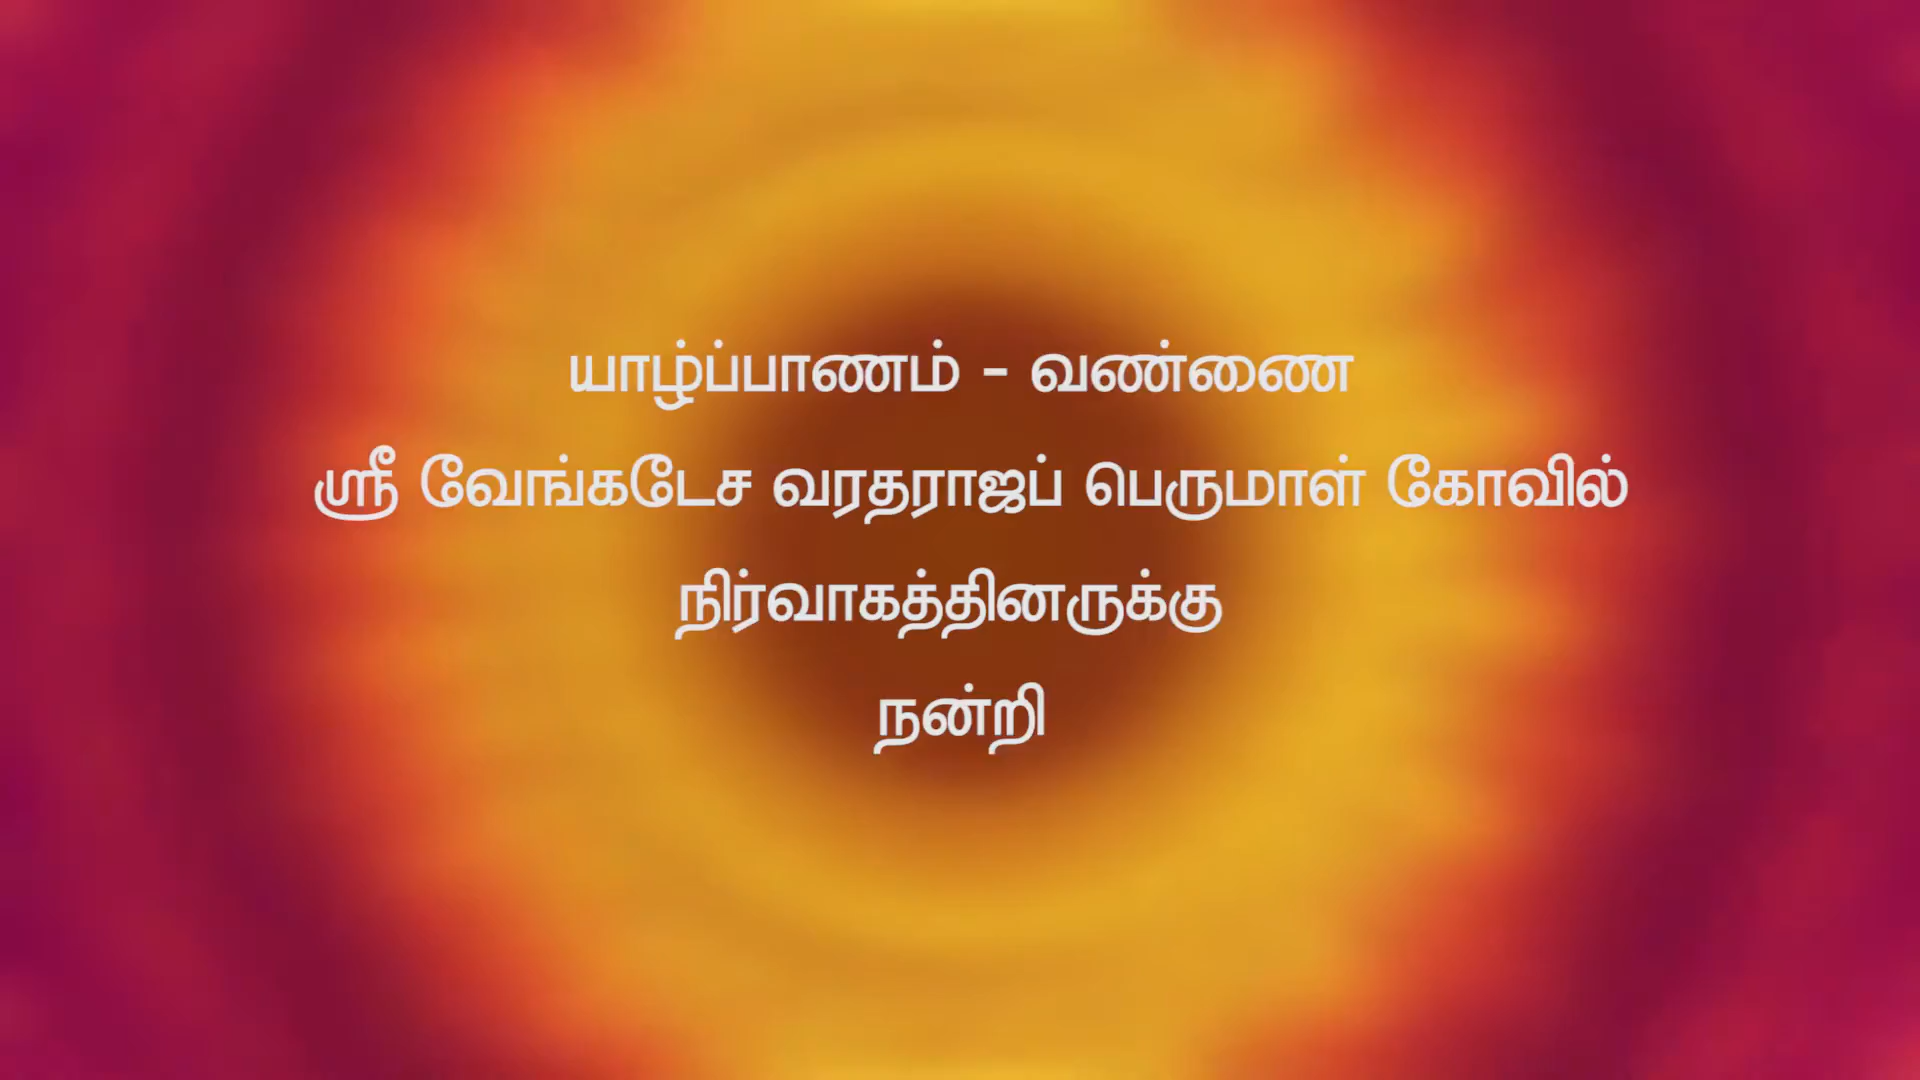 யாழ்ப்பாணம் - வண்ணை
ஸ்ரீ வேங்கடேச வரதராஜப் பெருமாள் கோவில்
நிர்வாகத்தினருக்கு
நன்றி